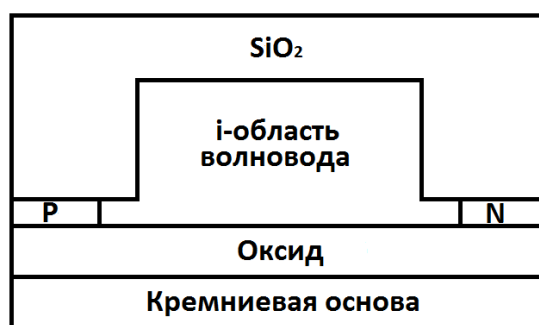 SiO₂
i-область
волновода
P N
Оксид
Кремниевая основа